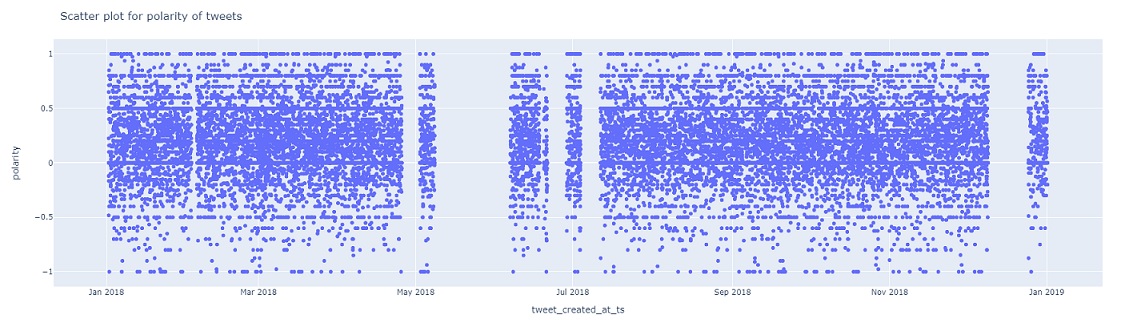 Scatter plot for polarity of tweets
1
0.5
0
−0.5
−1
polarity
Jan 2018 Mar 2018 May 2018 Jul 2018 Sep 2018 Nov 2018 Jan 2019
tweet_created_at_ts